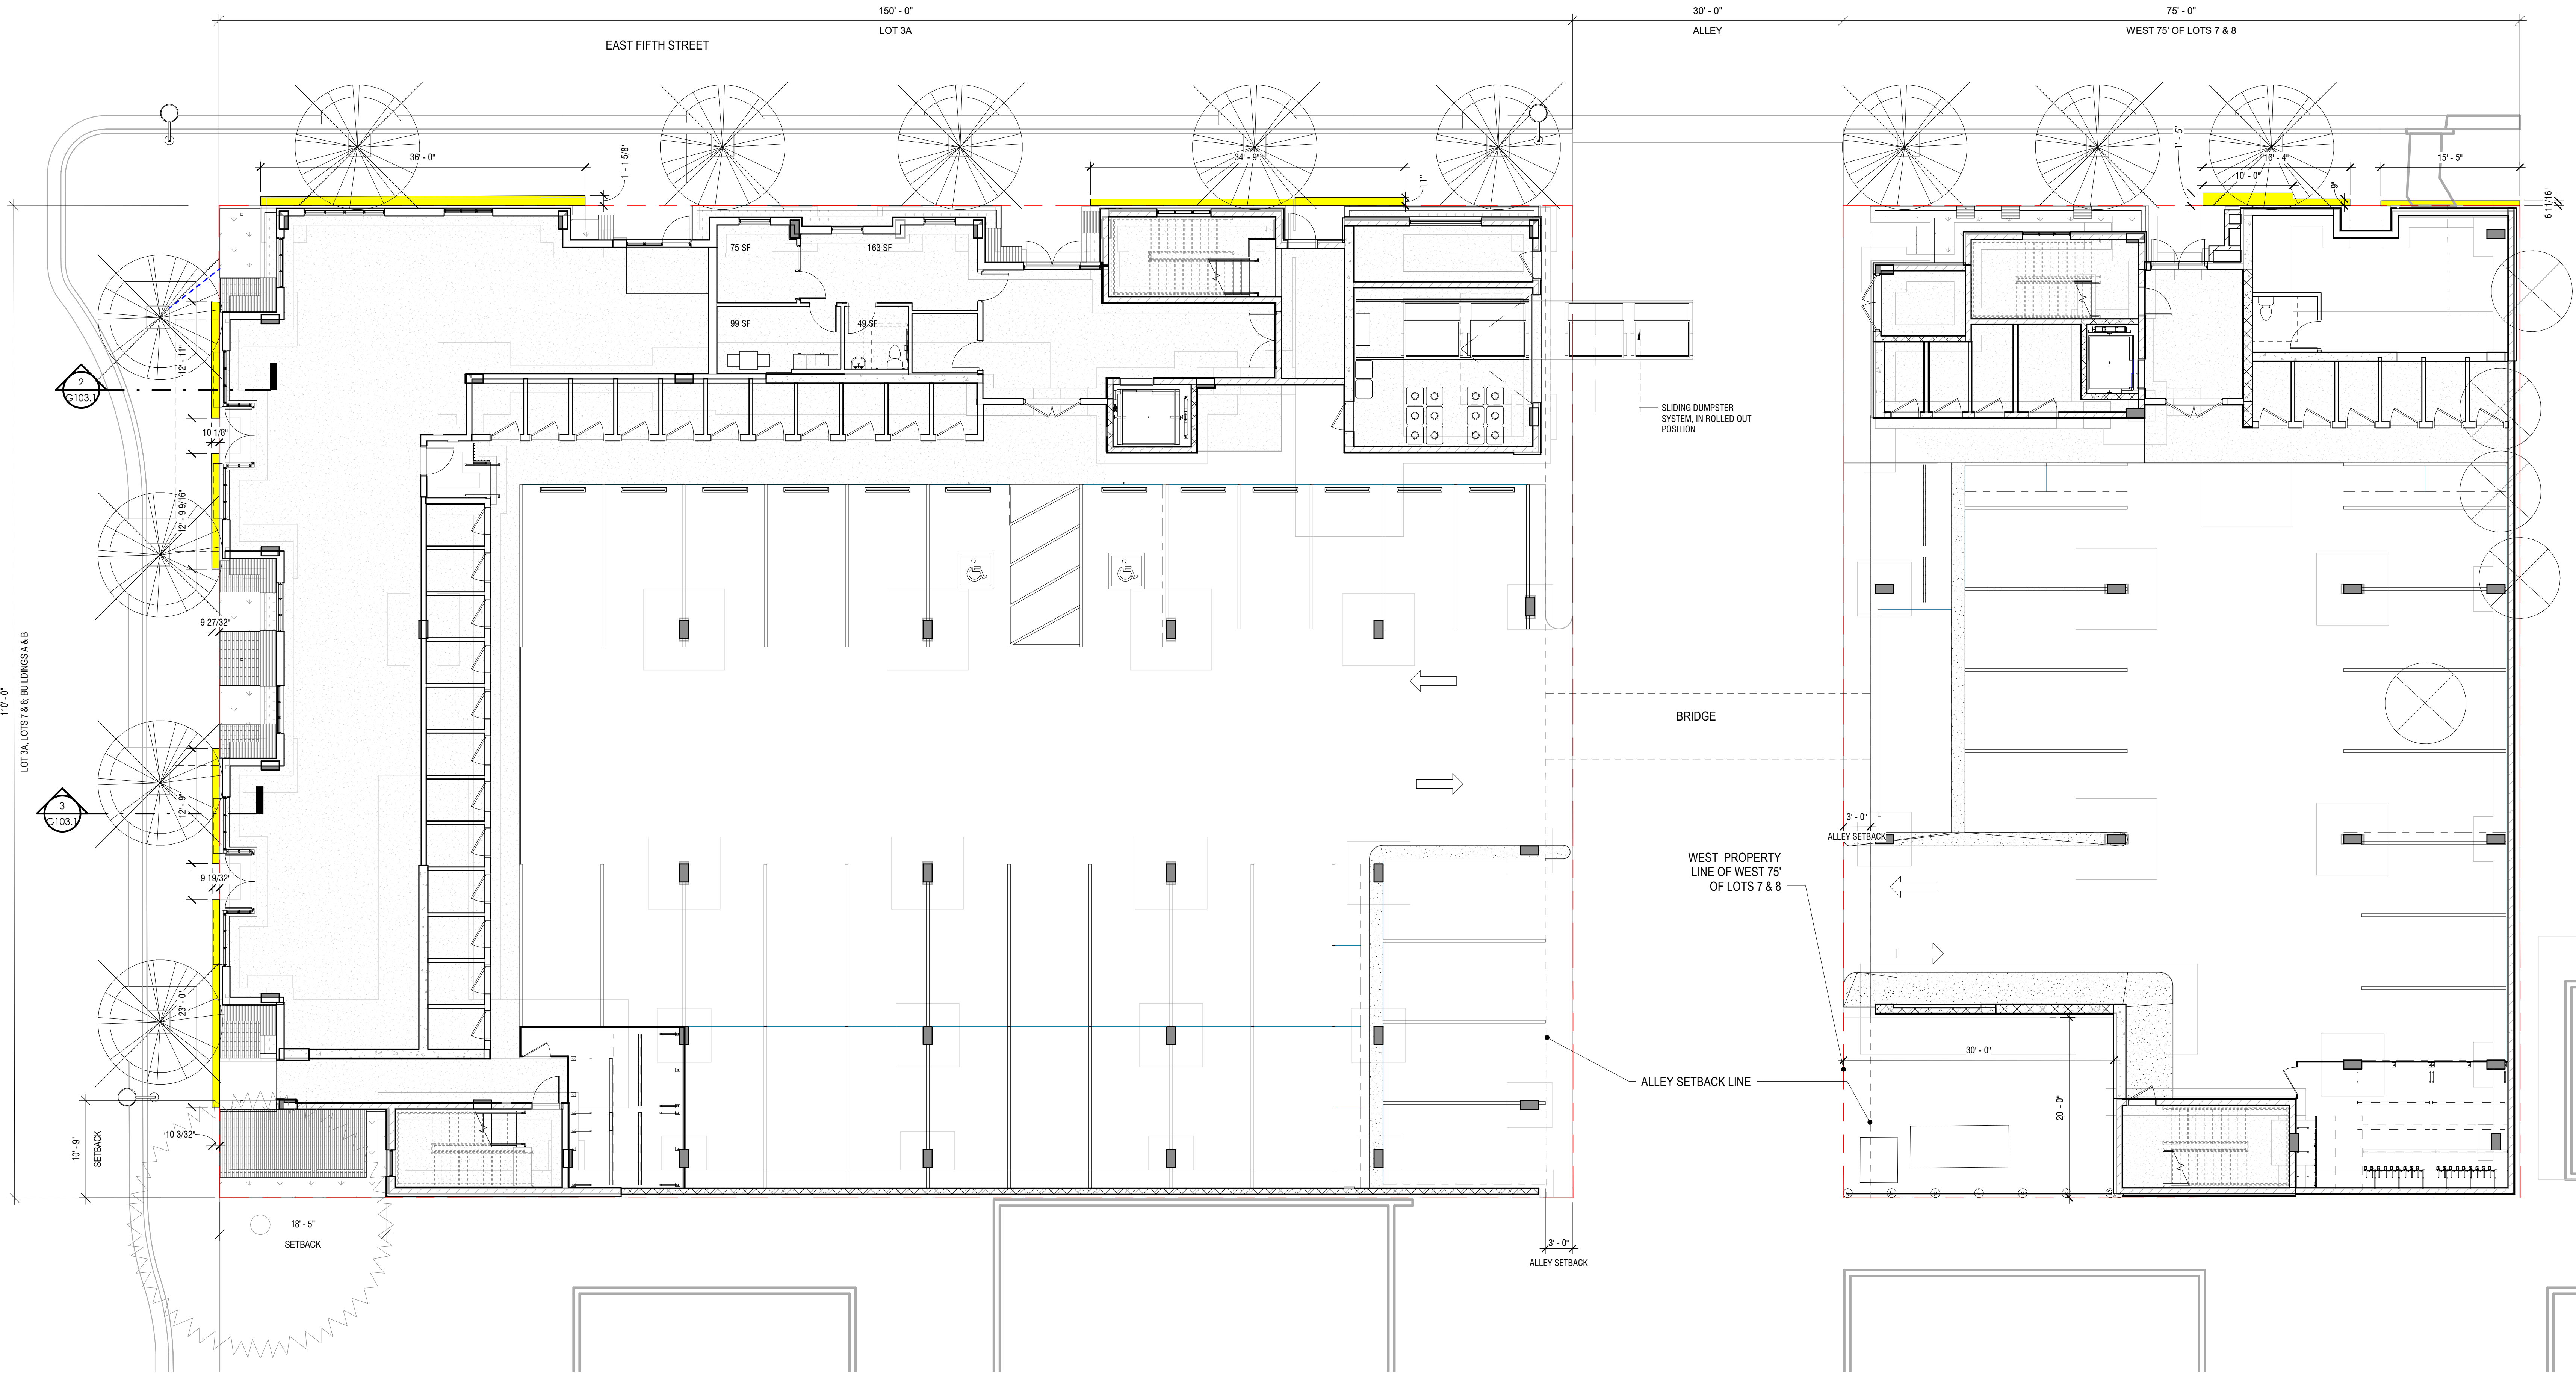 150' - 0"
30' - 0"
75' - 0"
LOT 3A
ALLEY
WEST 75' OF LOTS 7 & 8
EAST FIFTH STREET
36' - 0"
1' - 1 5/8"
34' - 9"
11"
1' - 5"
16' - 4"
15' - 5"
10' - 0"
9"
6 11/16"
75 SF
163 SF
99 SF
49 SF
12' - 11"
2
G103.1
10 1/8"
SLIDING DUMPSTER
SYSTEM, IN ROLLED OUT
POSITION
12' - 9 9/16"
9 27/32"
110' - 0"
LOT 3A, LOTS 7 & 8; BUILDINGS A & B
BRIDGE
3
G103.1
12' - 9"
3' - 0"
ALLEY SETBACK
WEST PROPERTY
LINE OF WEST 75'
OF LOTS 7 & 8
9 19/32"
23' - 0"
30' - 0"
ALLEY SETBACK LINE
20' - 0"
10' - 9"
SETBACK
10 3/32"
18' - 5"
SETBACK
3' - 0"
ALLEY SETBACK